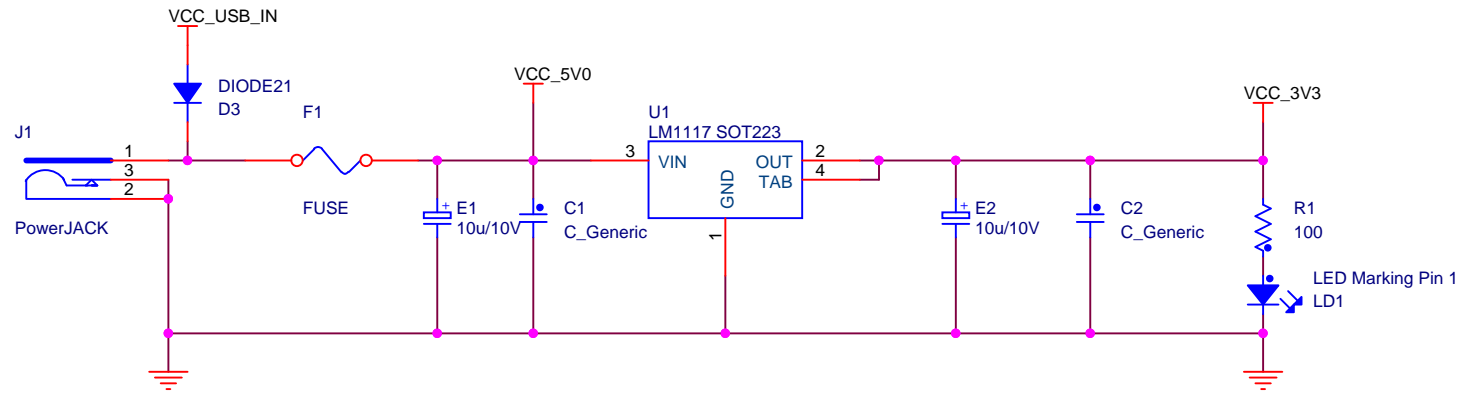 VCC_USB_IN
DIODE21
D3
J1
1
3
2
PowerJACK
F1
FUSE
VCC_5V0
+
E1
10u/10V
C1
C_Generic
U1
LM1117 SOT223
3
VIN
OUT
2
TAB
4
GND
1
+
E2
10u/10V
C2
C_Generic
VCC_3V3
R1
100
LED Marking Pin 1
LD1